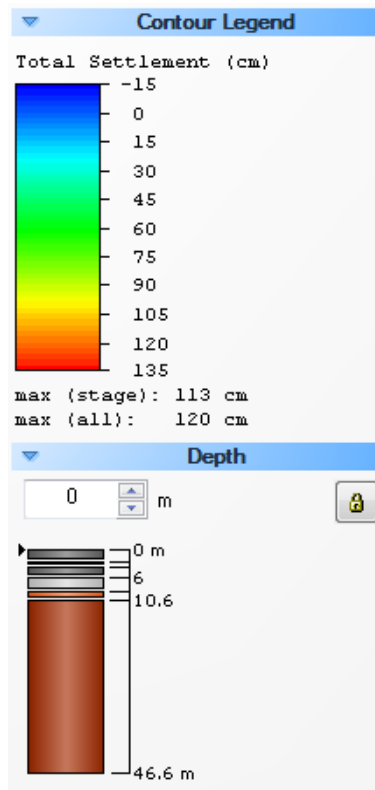 Contour Legend
Total Settlement (cm)
-15
0
15
30
45
60
75
90
105
120
135
max (stage): 113 cm
max (all): 120 cm
Depth
0 m
0 m
6
10.6
46.6 m